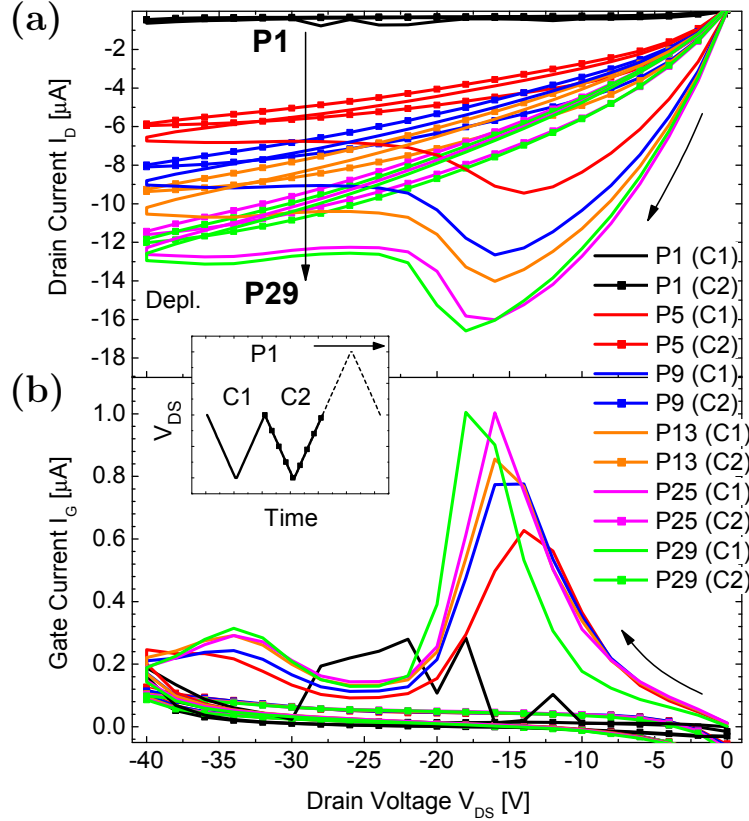 (a)
Drain Current I_D [µA]
-2
-4
-6
-8
-10
-12
-14
-16
-18
P1
P29
Depl.
P1 (C1)
P1 (C2)
P5 (C1)
P5 (C2)
P9 (C1)
P9 (C2)
P13 (C1)
P13 (C2)
P25 (C1)
P25 (C2)
P29 (C1)
P29 (C2)
P1
C1
C2
V_DS
Time
(b)
Gate Current I_G [µA]
1.0
0.8
0.6
0.4
0.2
0.0
-40
-35
-30
-25
-20
-15
-10
-5
0
Drain Voltage V_DS [V]